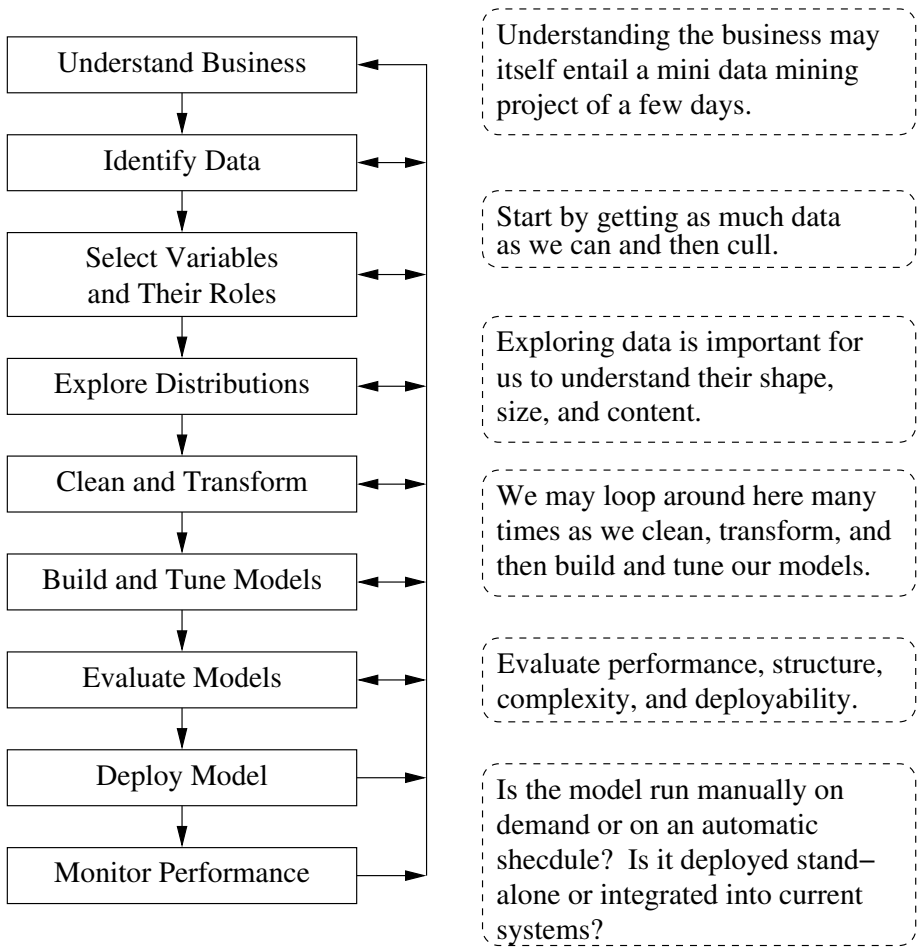 Understand Business
Identify Data
Select Variables
and Their Roles
Explore Distributions
Clean and Transform
Build and Tune Models
Evaluate Models
Deploy Model
Monitor Performance
Understanding the business may
itself entail a mini data mining
project of a few days.
Start by getting as much data
as we can and then cull.
Exploring data is important for
us to understand their shape,
size, and content.
We may loop around here many
times as we clean, transform, and
then build and tune our models.
Evaluate performance, structure,
complexity, and deployability.
Is the model run manually on
demand or on an automatic
shecdule?  Is it deployed stand−
alone or integrated into current
systems?